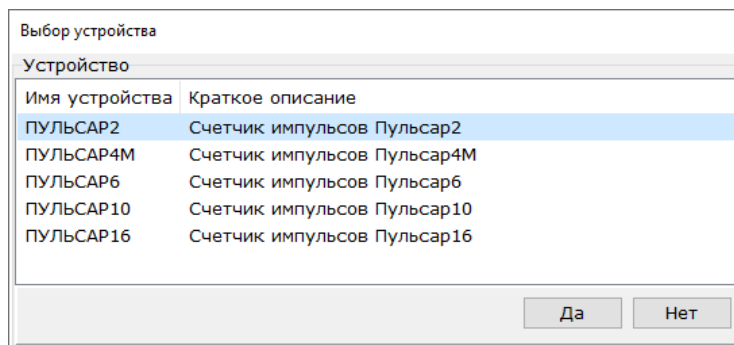 Выбор устройства
Устройство
Имя устройства Краткое описание
ПУЛЬСАР2 Счетчик импульсов Пульсар2
ПУЛЬСАР4М Счетчик импульсов Пульсар4М
ПУЛЬСАР6 Счетчик импульсов Пульсар6
ПУЛЬСАР10 Счетчик импульсов Пульсар10
ПУЛЬСАР16 Счетчик импульсов Пульсар16
Да Нет